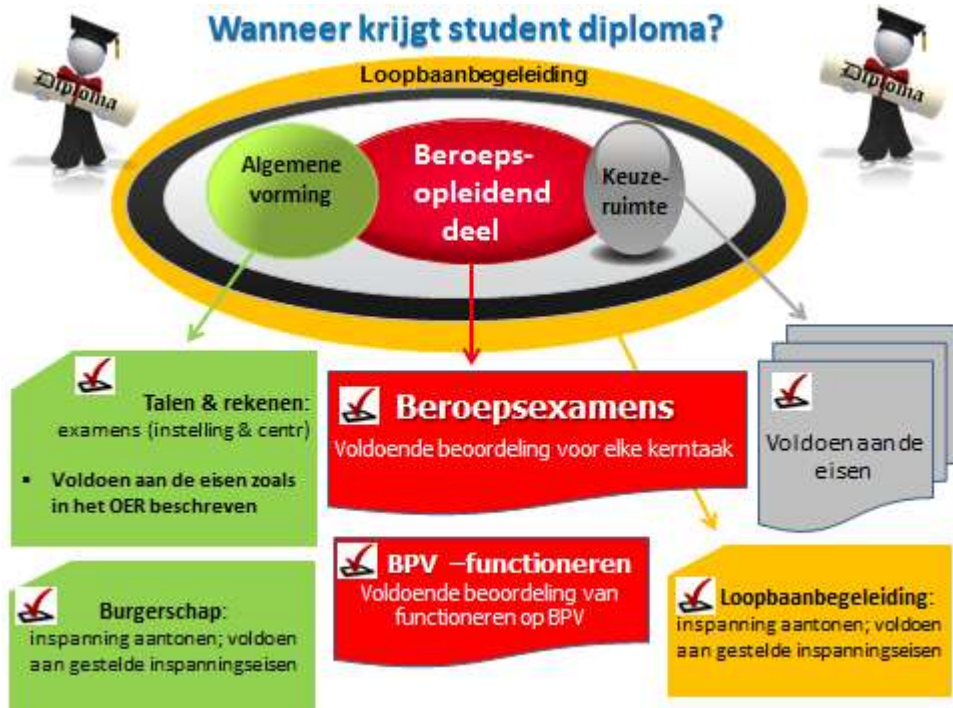 Wanneer krijgt student diploma?
Diploma
Diploma
Loopbaanbegeleiding
Algemene
vorming
Beroeps-
opleidend
deel
Keuze-
ruimte
Talen & rekenen:
examens (instelling & centr)
▪ Voldoen aan de eisen zoals
in het OER beschreven
Beroepsexamens
Voldoende beoordeling voor elke kerntaak
Voldoen aan de
eisen
Burgerschap:
inspanning aantonen; voldoen
aan gestelde inspanningseisen
BPV –functioneren
Voldoende beoordeling van
functioneren op BPV
Loopbaanbegeleiding:
inspanning aantonen; voldoen
aan gestelde inspanningseisen